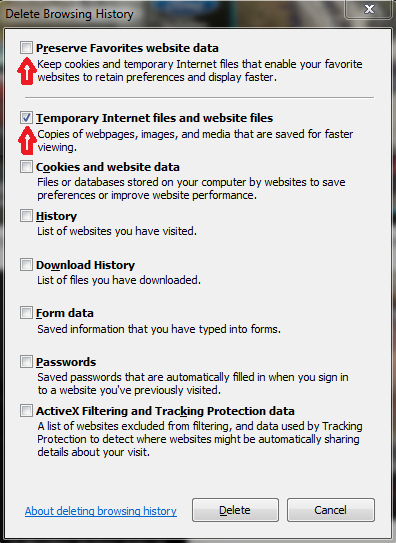 Delete Browsing History
X
Preserve Favorites website data
Keep cookies and temporary Internet files that enable your favorite
websites to retain preferences and display faster.
Temporary Internet files and website files
Copies of webpages, images, and media that are saved for faster
viewing.
Cookies and website data
Files or databases stored on your computer by websites to save
preferences or improve website performance.
History
List of websites you have visited.
Download History
List of files you have downloaded.
Form data
Saved information that you have typed into forms.
Passwords
Saved passwords that are automatically filled in when you sign in
to a website you've previously visited.
ActiveX Filtering and Tracking Protection data
A list of websites excluded from filtering, and data used by Tracking
Protection to detect where websites might be automatically sharing
details about your visit.
About deleting browsing history
Delete
Cancel